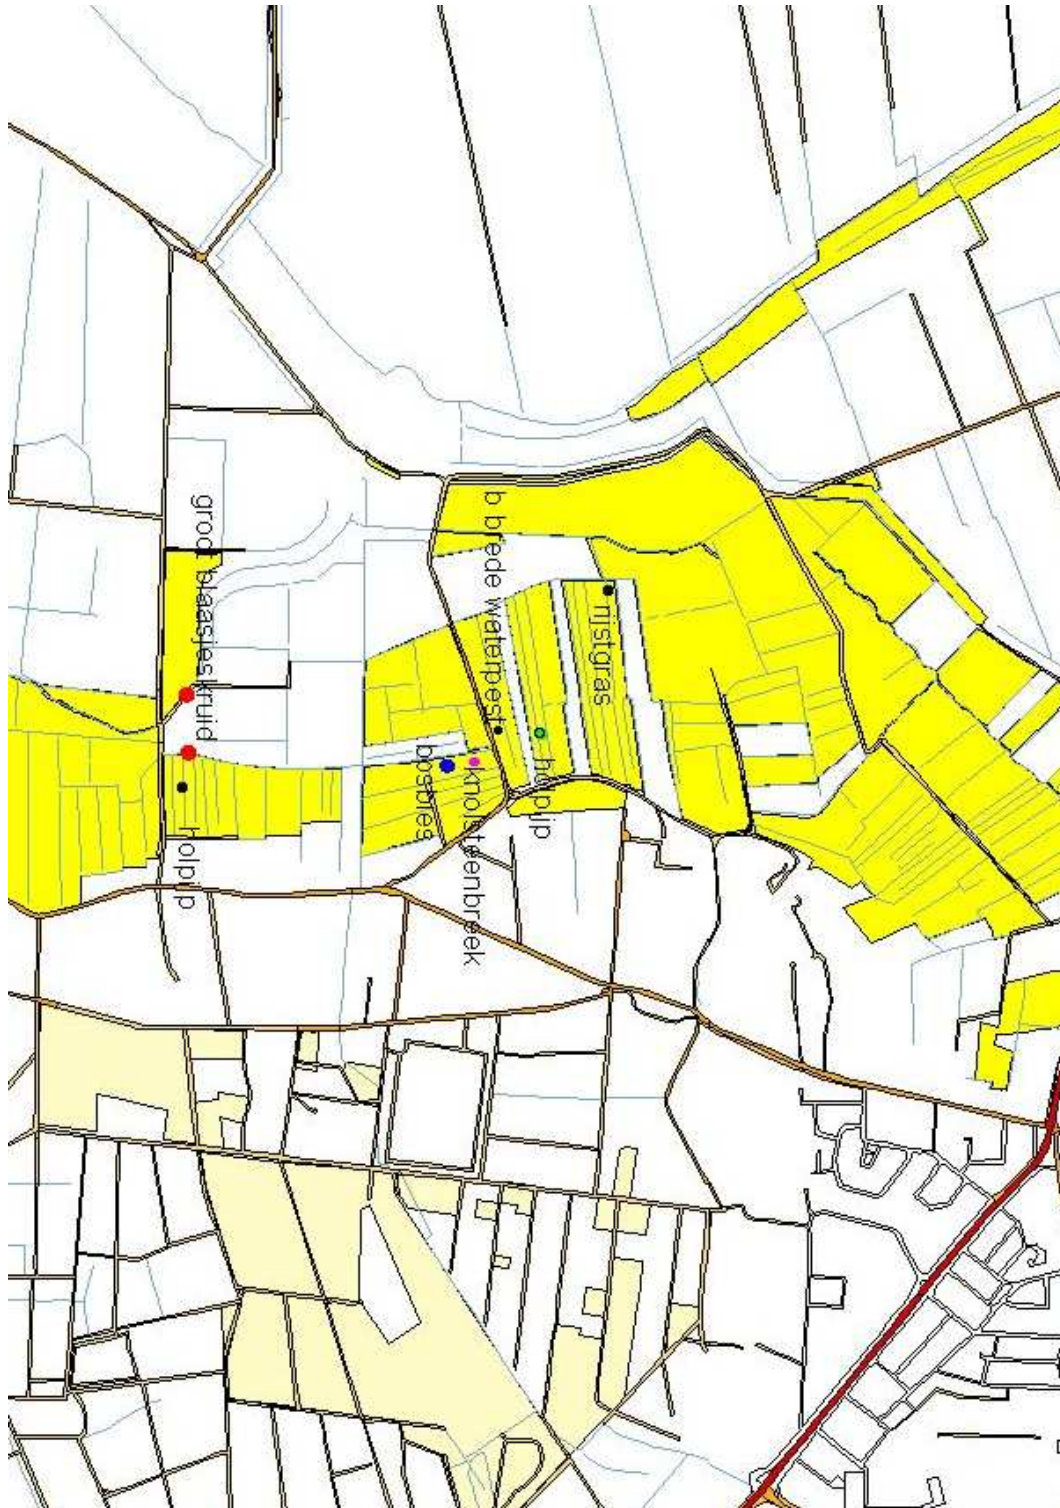 groot blaasjeskruid
b brede waterpest
rijstgras
holpijp
bosbies
knolsteenbreek
holpijp